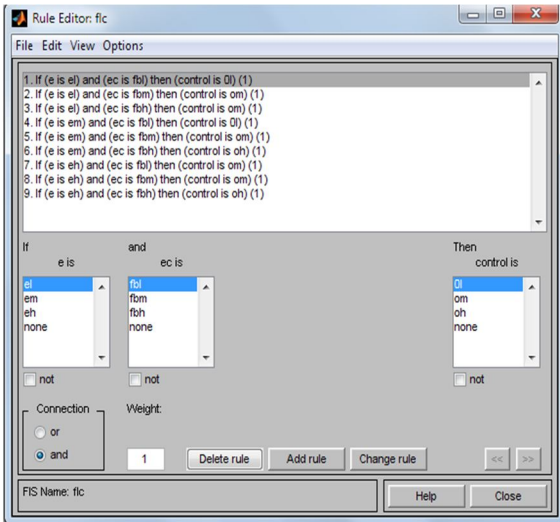 Rule Editor: flc
File Edit View Options
1. If (e is el) and (ec is fbl) then (control is 0l) (1)
2. If (e is el) and (ec is fbm) then (control is om) (1)
3. If (e is el) and (ec is fbh) then (control is om) (1)
4. If (e is em) and (ec is fbl) then (control is 0l) (1)
5. If (e is em) and (ec is fbm) then (control is om) (1)
6. If (e is em) and (ec is fbh) then (control is oh) (1)
7. If (e is eh) and (ec is fbl) then (control is om) (1)
8. If (e is eh) and (ec is fbm) then (control is om) (1)
9. If (e is eh) and (ec is fbh) then (control is oh) (1)
If and Then
e is ec is control is
el fbl 0l
em fbm om
eh fbh oh
none none none
not not not
Connection Weight:
or
and 1 Delete rule Add rule Change rule << >>
FIS Name: flc Help Close